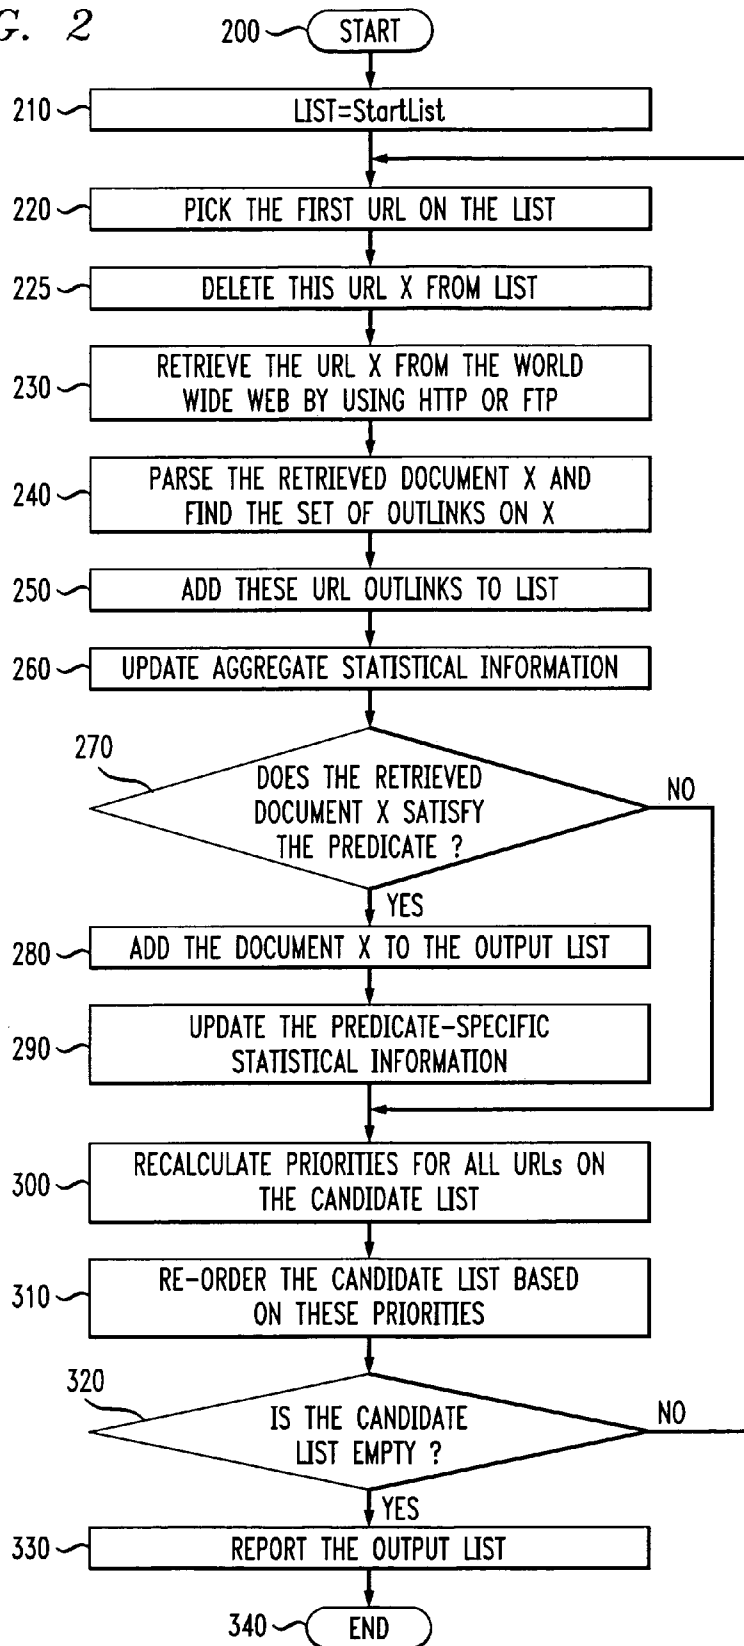 G. 2
200 START
210 LIST=StartList
220 PICK THE FIRST URL ON THE LIST
225 DELETE THIS URL X FROM LIST
230 RETRIEVE THE URL X FROM THE WORLD
WIDE WEB BY USING HTTP OR FTP
240 PARSE THE RETRIEVED DOCUMENT X AND
FIND THE SET OF OUTLINKS ON X
250 ADD THESE URL OUTLINKS TO LIST
260 UPDATE AGGREGATE STATISTICAL INFORMATION
270
DOES THE RETRIEVED
DOCUMENT X SATISFY
THE PREDICATE ?
NO
YES
280 ADD THE DOCUMENT X TO THE OUTPUT LIST
290 UPDATE THE PREDICATE-SPECIFIC
STATISTICAL INFORMATION
300 RECALCULATE PRIORITIES FOR ALL URLs ON
THE CANDIDATE LIST
310 RE-ORDER THE CANDIDATE LIST BASED
ON THESE PRIORITIES
320
IS THE CANDIDATE
LIST EMPTY ?
NO
YES
330 REPORT THE OUTPUT LIST
340 END